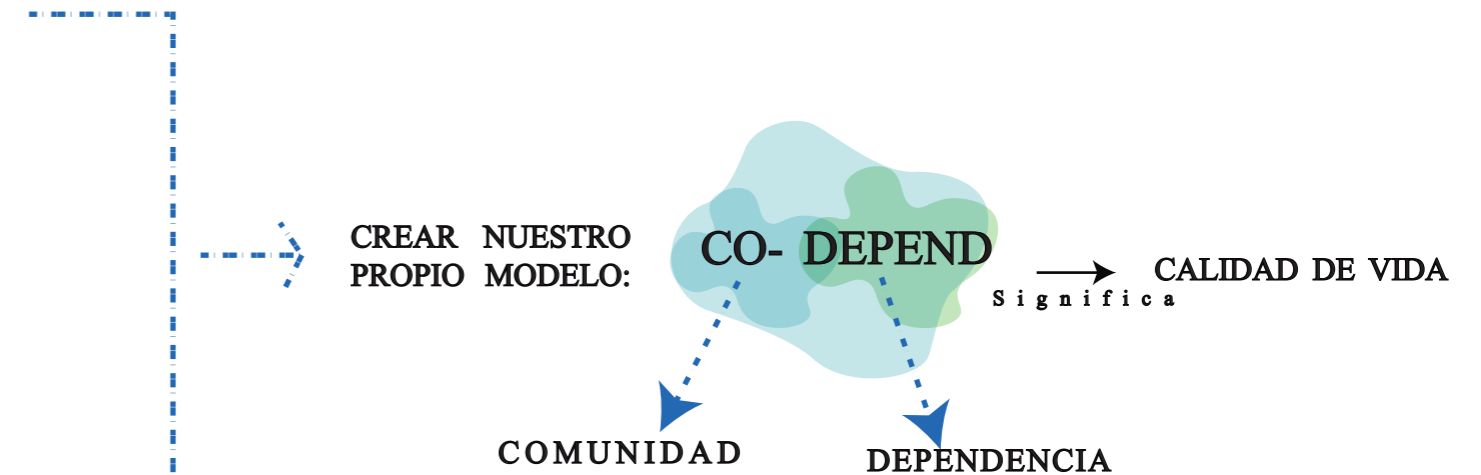 CREAR NUESTRO
PROPIO MODELO:
CO- DEPEND
Significa
CALIDAD DE VIDA
COMUNIDAD
DEPENDENCIA